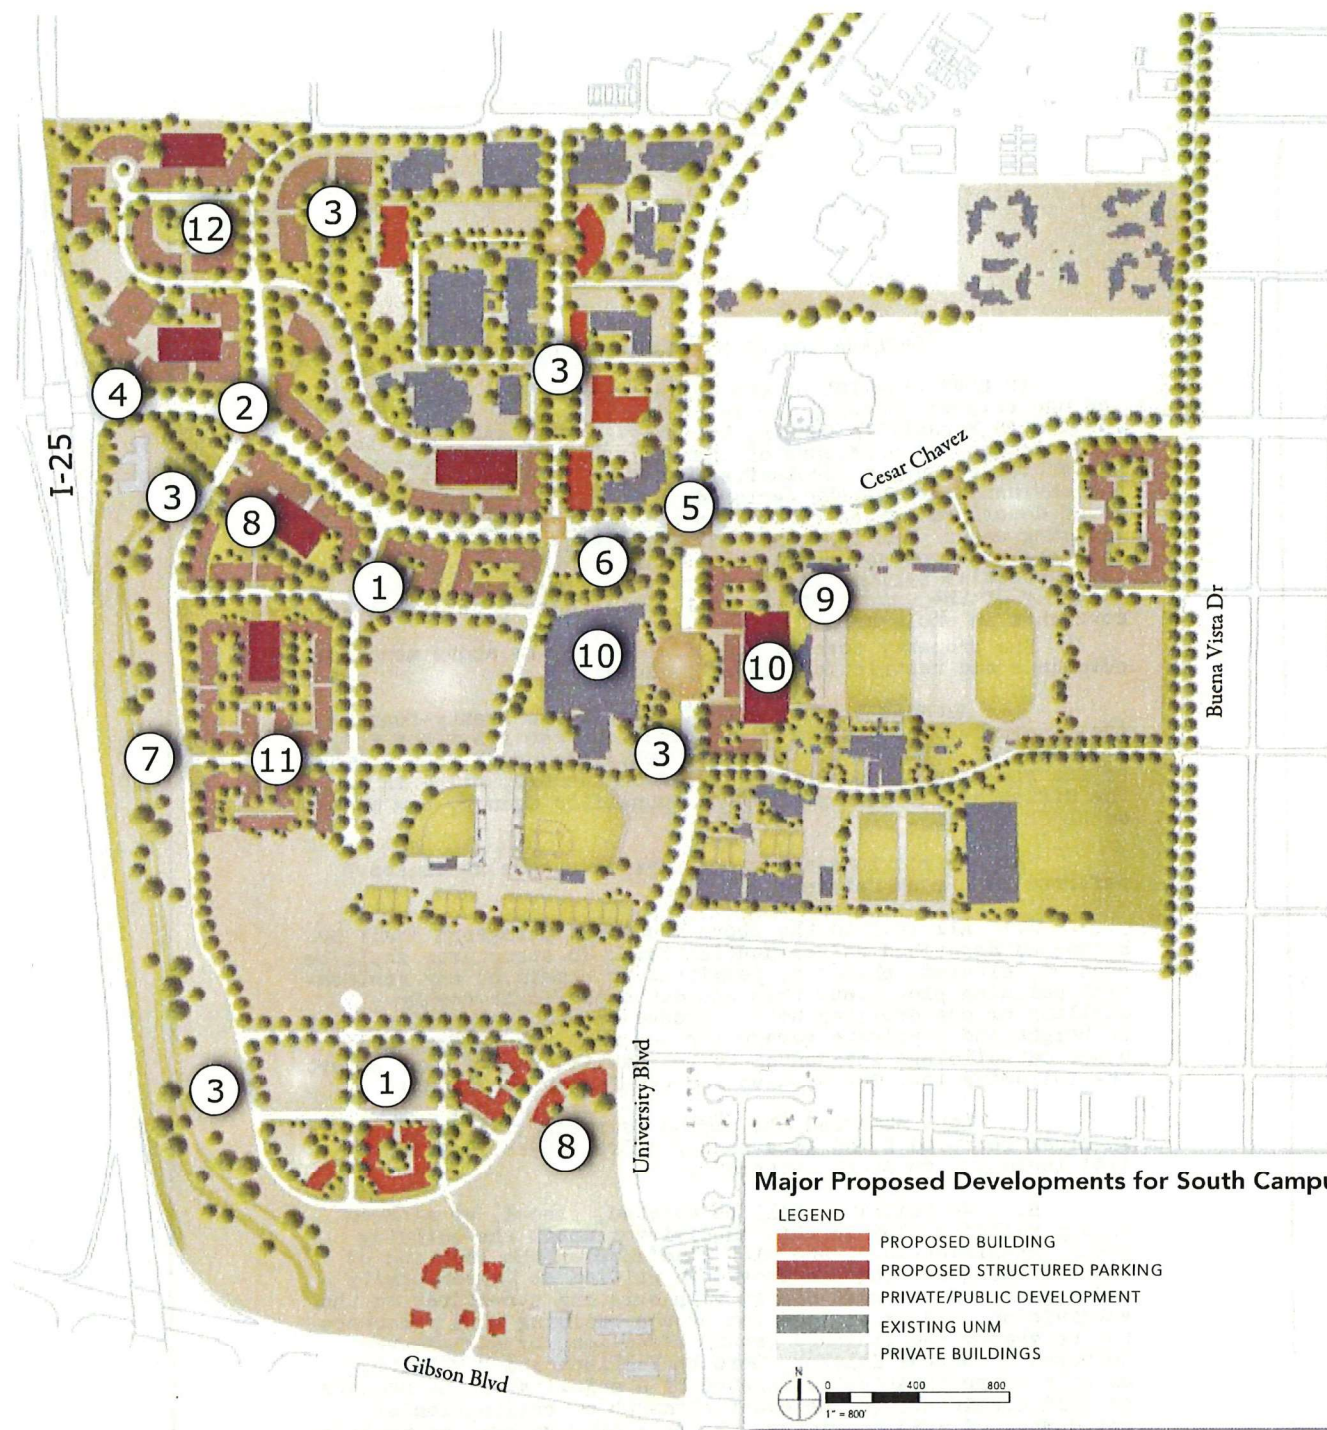 12
3
3
4
2
I-25
Cesar Chavez
3
8
5
6
1
9
Buena Vista Dr
10
10
7
11
3
3
1
University Blvd
8
Gibson Blvd
Major Proposed Developments for South Campu
LEGEND
PROPOSED BUILDING
PROPOSED STRUCTURED PARKING
PRIVATE/PUBLIC DEVELOPMENT
EXISTING UNM
PRIVATE BUILDINGS
N
0 400 800
1" = 800'